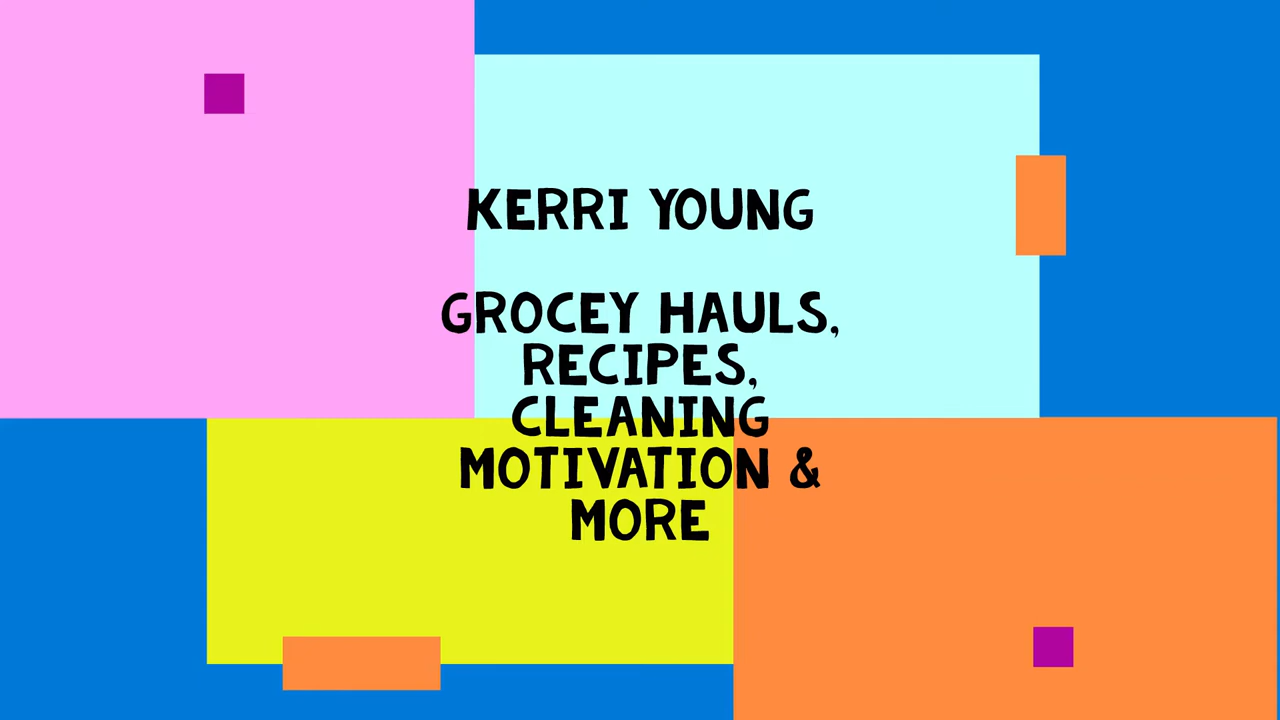 KERRI YOUNG
GROCEY HAULS,
RECIPES,
CLEANING
MOTIVATION &
MORE